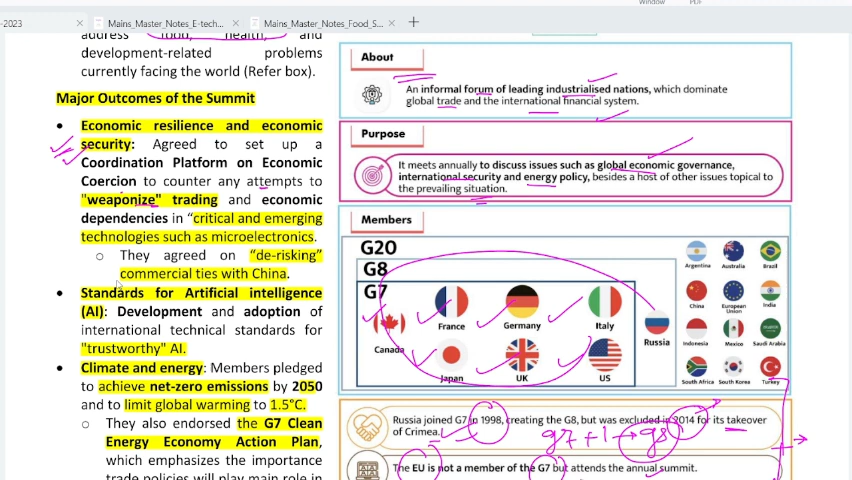 Window
PDF
-2023
Mains_Master_Notes_E-tech...
Mains_Master_Notes_Food_S...
address food, health, and
development-related problems
currently facing the world (Refer box).
Major Outcomes of the Summit
• Economic resilience and economic
security: Agreed to set up a
Coordination Platform on Economic
Coercion to counter any attempts to
"weaponize" trading and economic
dependencies in “critical and emerging
technologies such as microelectronics.
o They agreed on “de-risking”
commercial ties with China.
• Standards for Artificial intelligence
(AI): Development and adoption of
international technical standards for
"trustworthy" AI.
• Climate and energy: Members pledged
to achieve net-zero emissions by 2050
and to limit global warming to 1.5°C.
o They also endorsed the G7 Clean
Energy Economy Action Plan,
which emphasizes the importance
trade policies will play main role in
About
An informal forum of leading industrialised nations, which dominate
global trade and the international financial system.
Purpose
It meets annually to discuss issues such as global economic governance,
international security and energy policy, besides a host of other issues topical to
the prevailing situation.
Members
G20
G8
G7
Canada
France
Germany
Italy
Japan
UK
US
Russia
Argentina
Australia
Brazil
China
European
Union
India
Indonesia
Mexico
Saudi Arabia
South Africa
South Korea
Turkey
Russia joined G7 in 1998, creating the G8, but was excluded in 2014 for its takeover
of Crimea.
g7 + 1 → g8
The EU is not a member of the G7 but attends the annual summit.